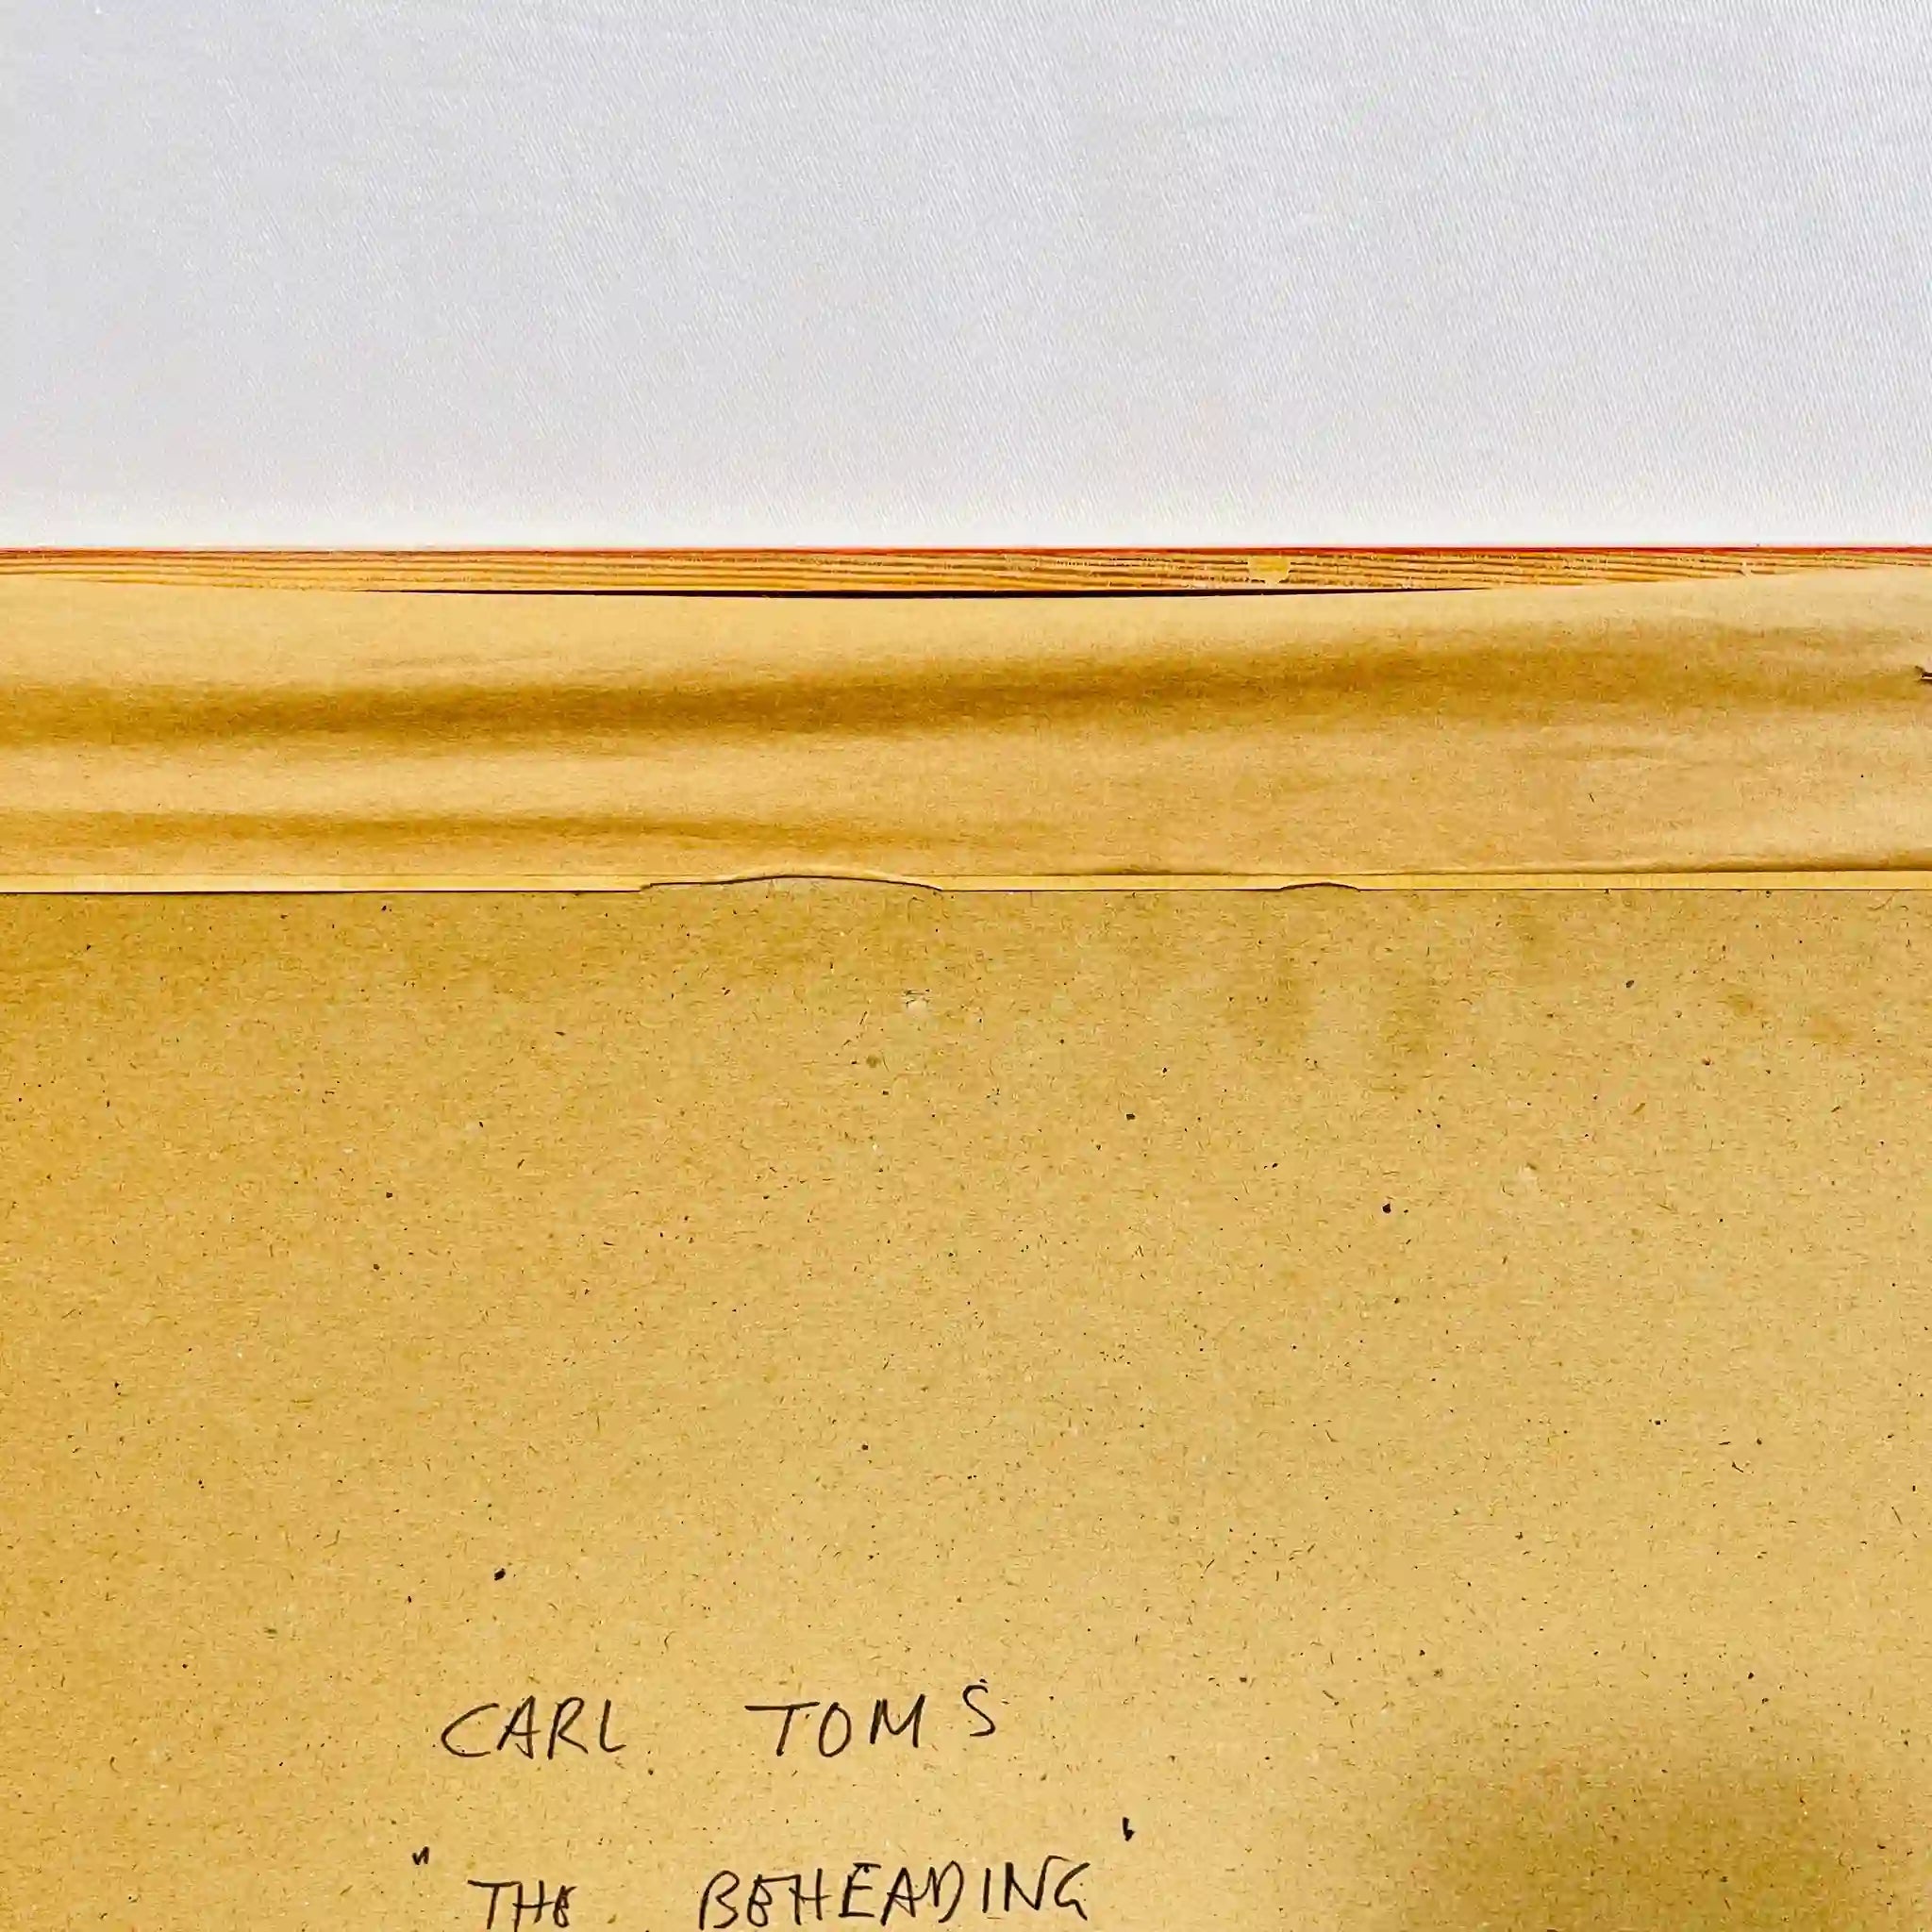 CARL TOMS
" THE BEHEADING '